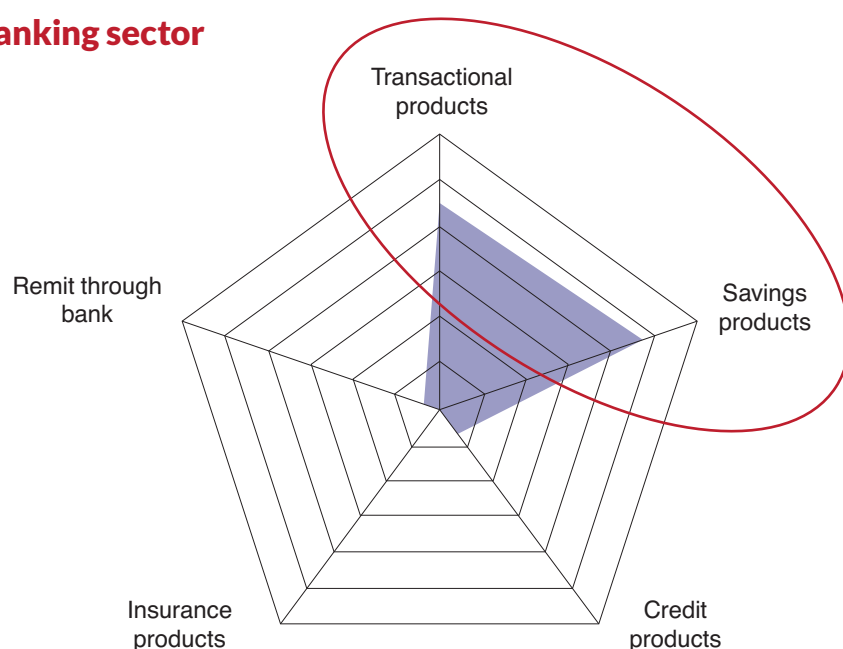 anking sector
Transactional
products
Remit through
bank
Savings
products
Insurance
products
Credit
products